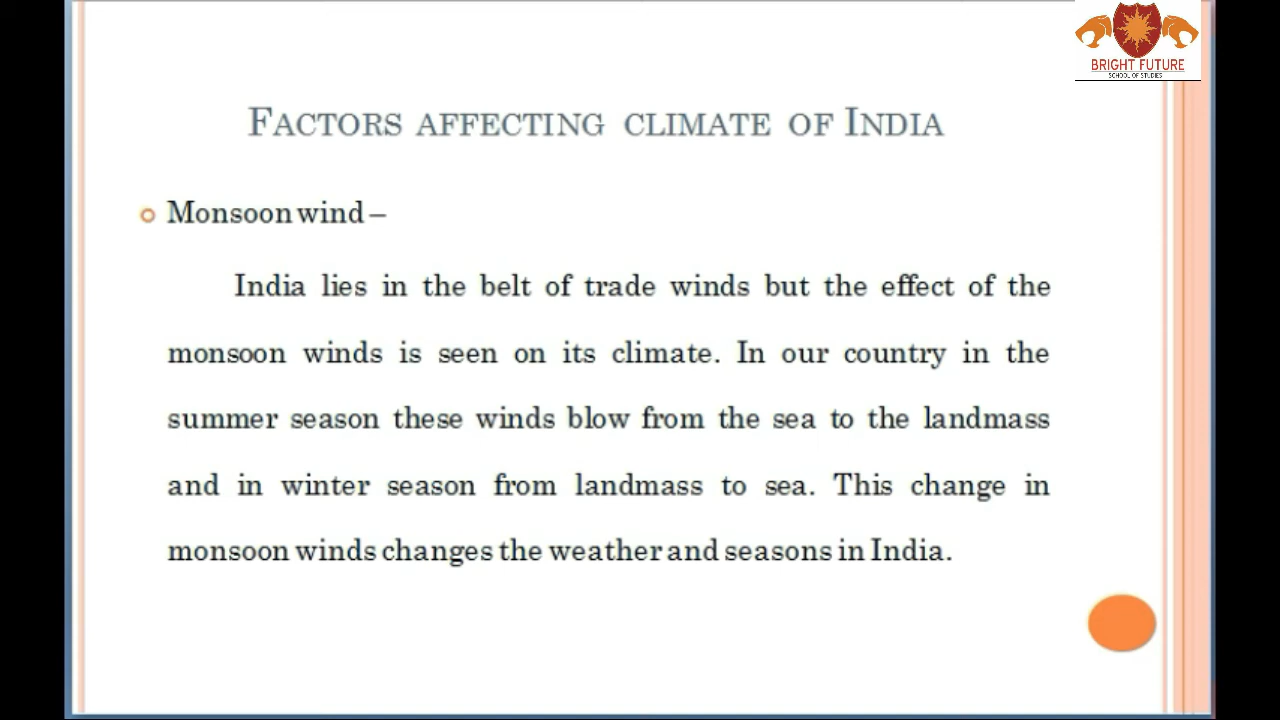 BRIGHT FUTURE
SCHOOL OF STUDIES
FACTORS AFFECTING CLIMATE OF INDIA
Monsoon wind –
India lies in the belt of trade winds but the effect of the
monsoon winds is seen on its climate. In our country in the
summer season these winds blow from the sea to the landmass
and in winter season from landmass to sea. This change in
monsoon winds changes the weather and seasons in India.